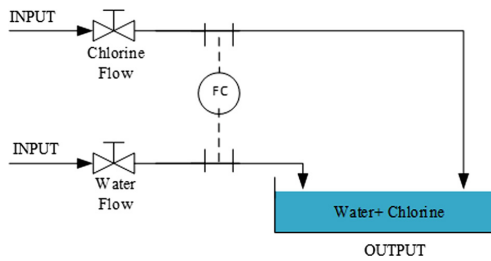 INPUT
Chlorine
Flow
FC
INPUT
Water
Flow
Water+ Chlorine
OUTPUT